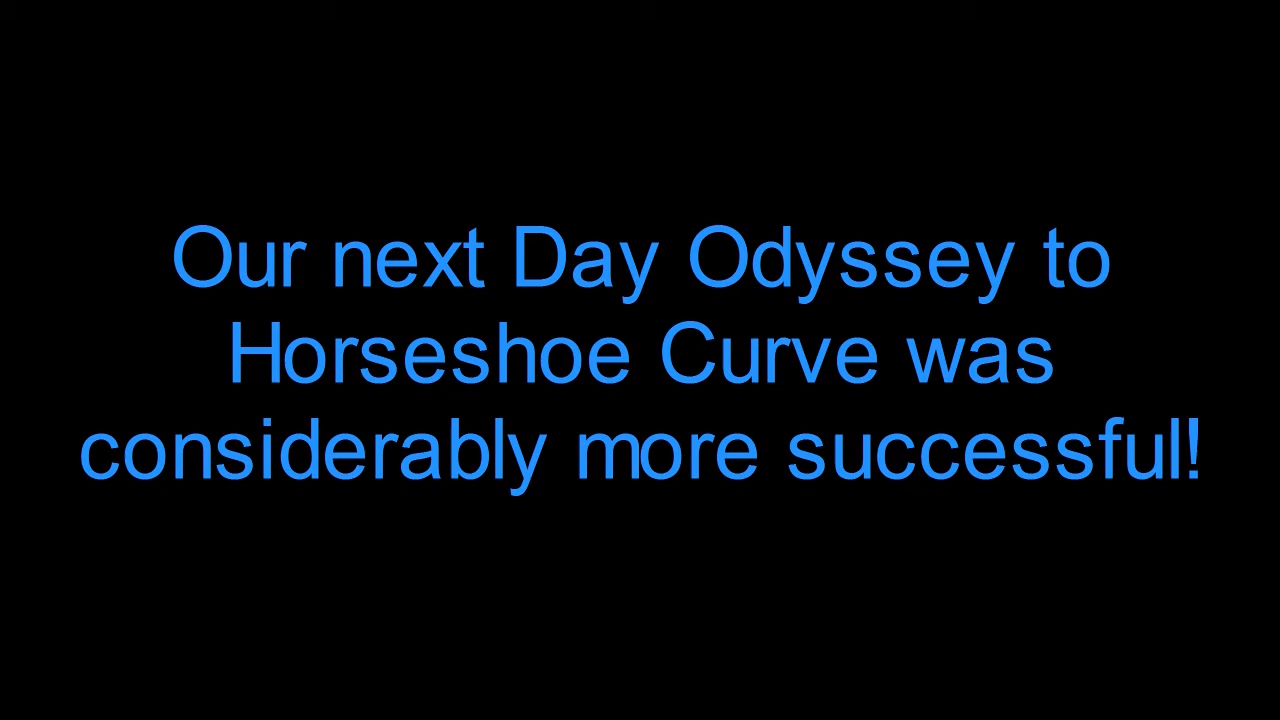 Our next Day Odyssey to
Horseshoe Curve was
considerably more successful!